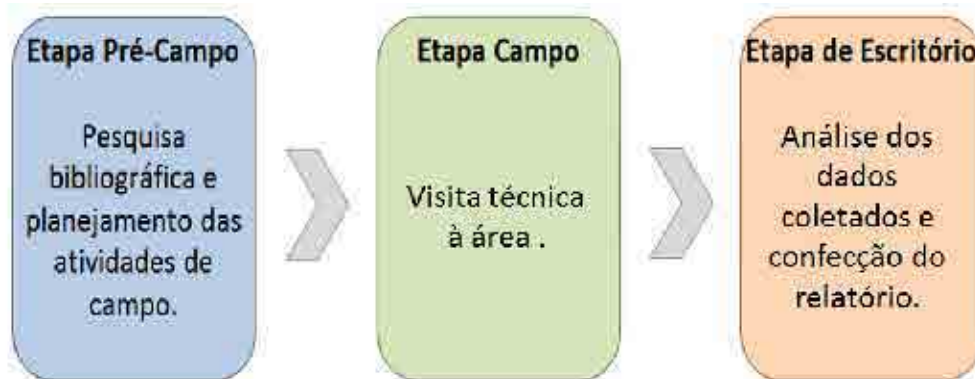 Etapa Pré-Campo
Pesquisa
bibliográfica e
planejamento das
atividades de
campo.
Etapa Campo
Visita técnica
à área .
Etapa de Escritório
Análise dos
dados
coletados e
confecção do
relatório.